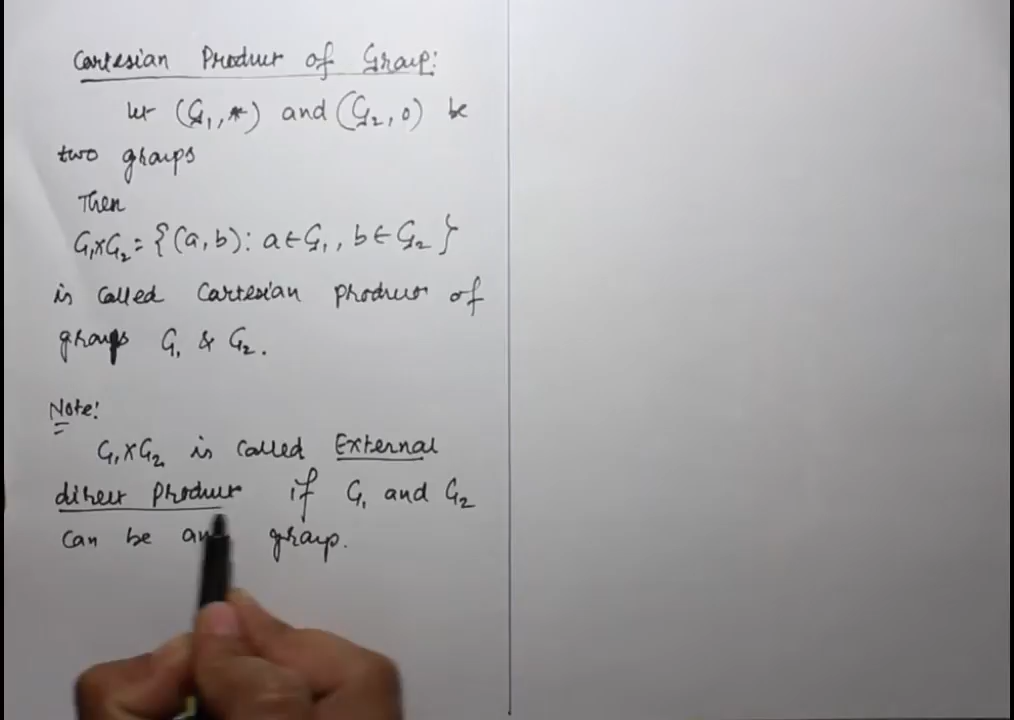 Cartesian Product of Group:
let (G₁, *) and (G₂, o) be
two groups
Then
G₁×G₂ = {(a, b): a ∈ G₁, b ∈ G₂}
is called Cartesian product of
groups G₁ & G₂.
Note:
G₁×G₂ is called External
direct Product if G₁ and G₂
can be group.